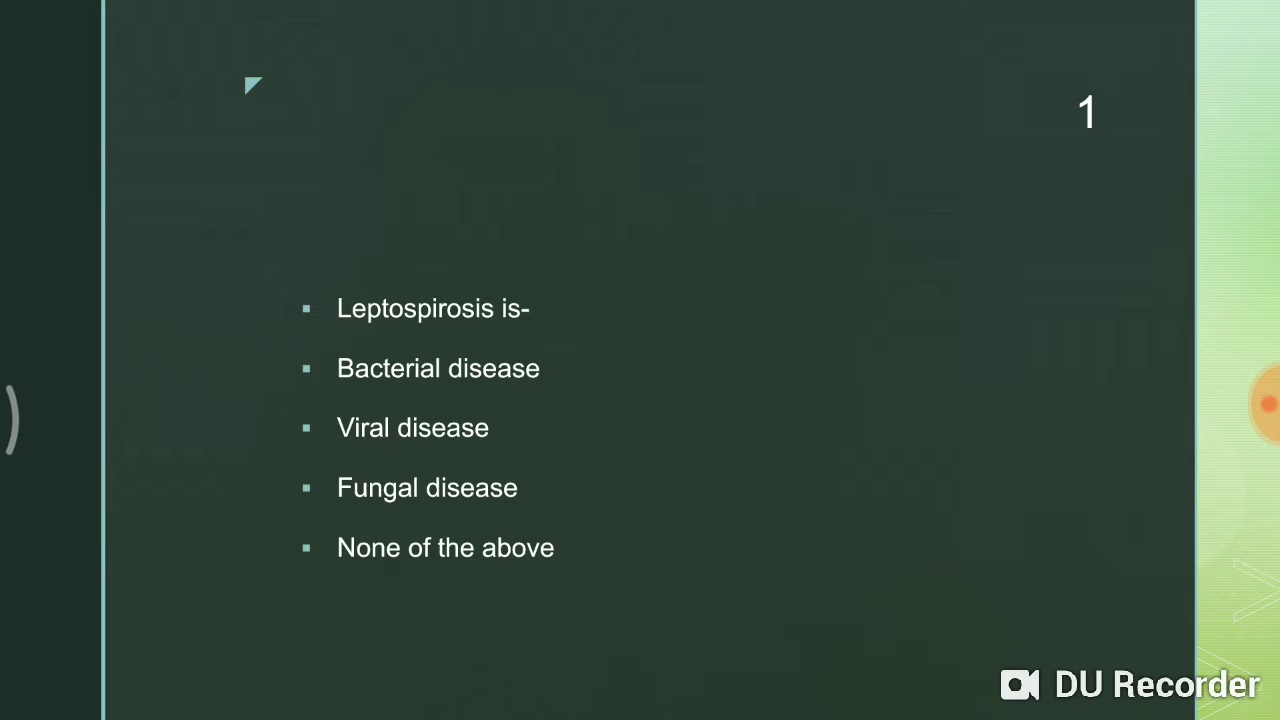 1
Leptospirosis is-
Bacterial disease
Viral disease
Fungal disease
None of the above
DU Recorder